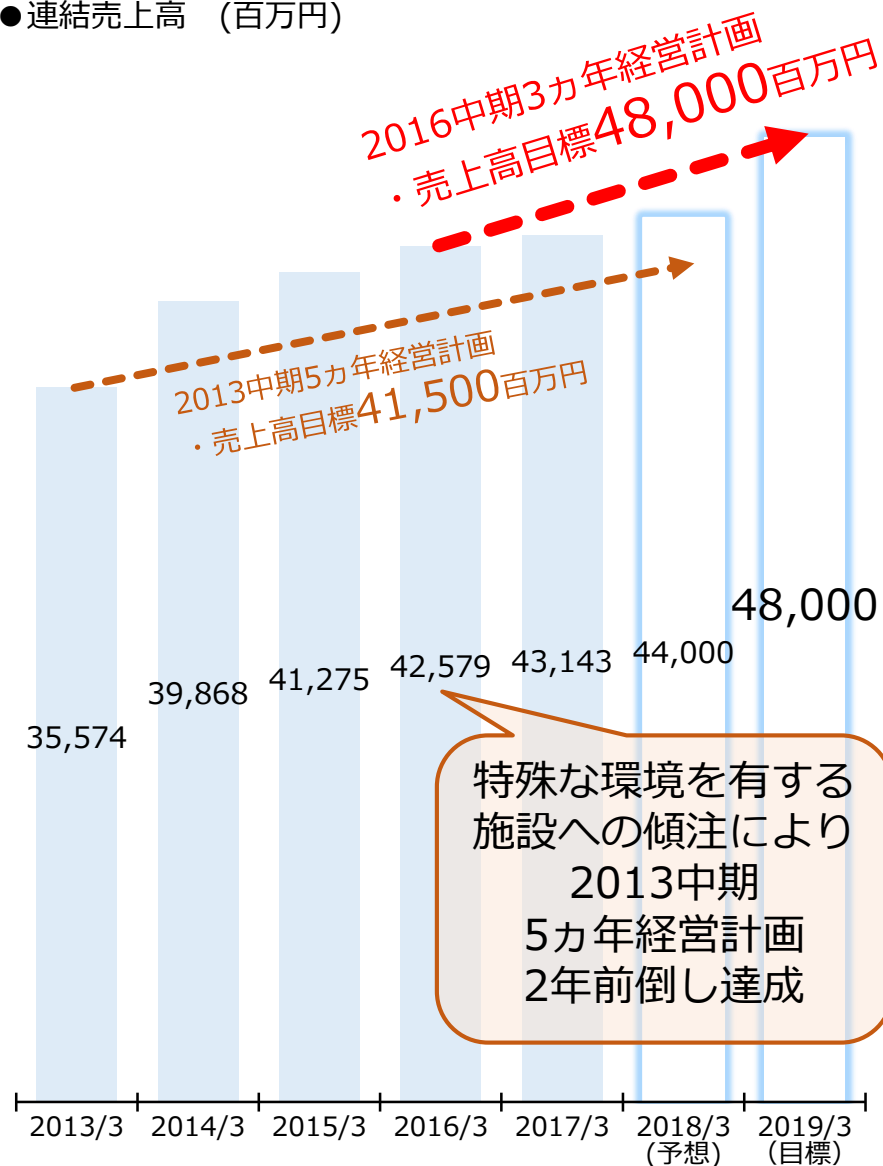 ●連結売上高　(百万円)
2016中期3ヵ年経営計画
・売上高目標48,000百万円
2013中期5ヵ年経営計画
・売上高目標41,500百万円
35,574
39,868
41,275
42,579
43,143
44,000
48,000
特殊な環境を有する
施設への傾注により
2013中期
5ヵ年経営計画
2年前倒し達成
2013/3
2014/3
2015/3
2016/3
2017/3
2018/3
(予想)
2019/3
（目標）